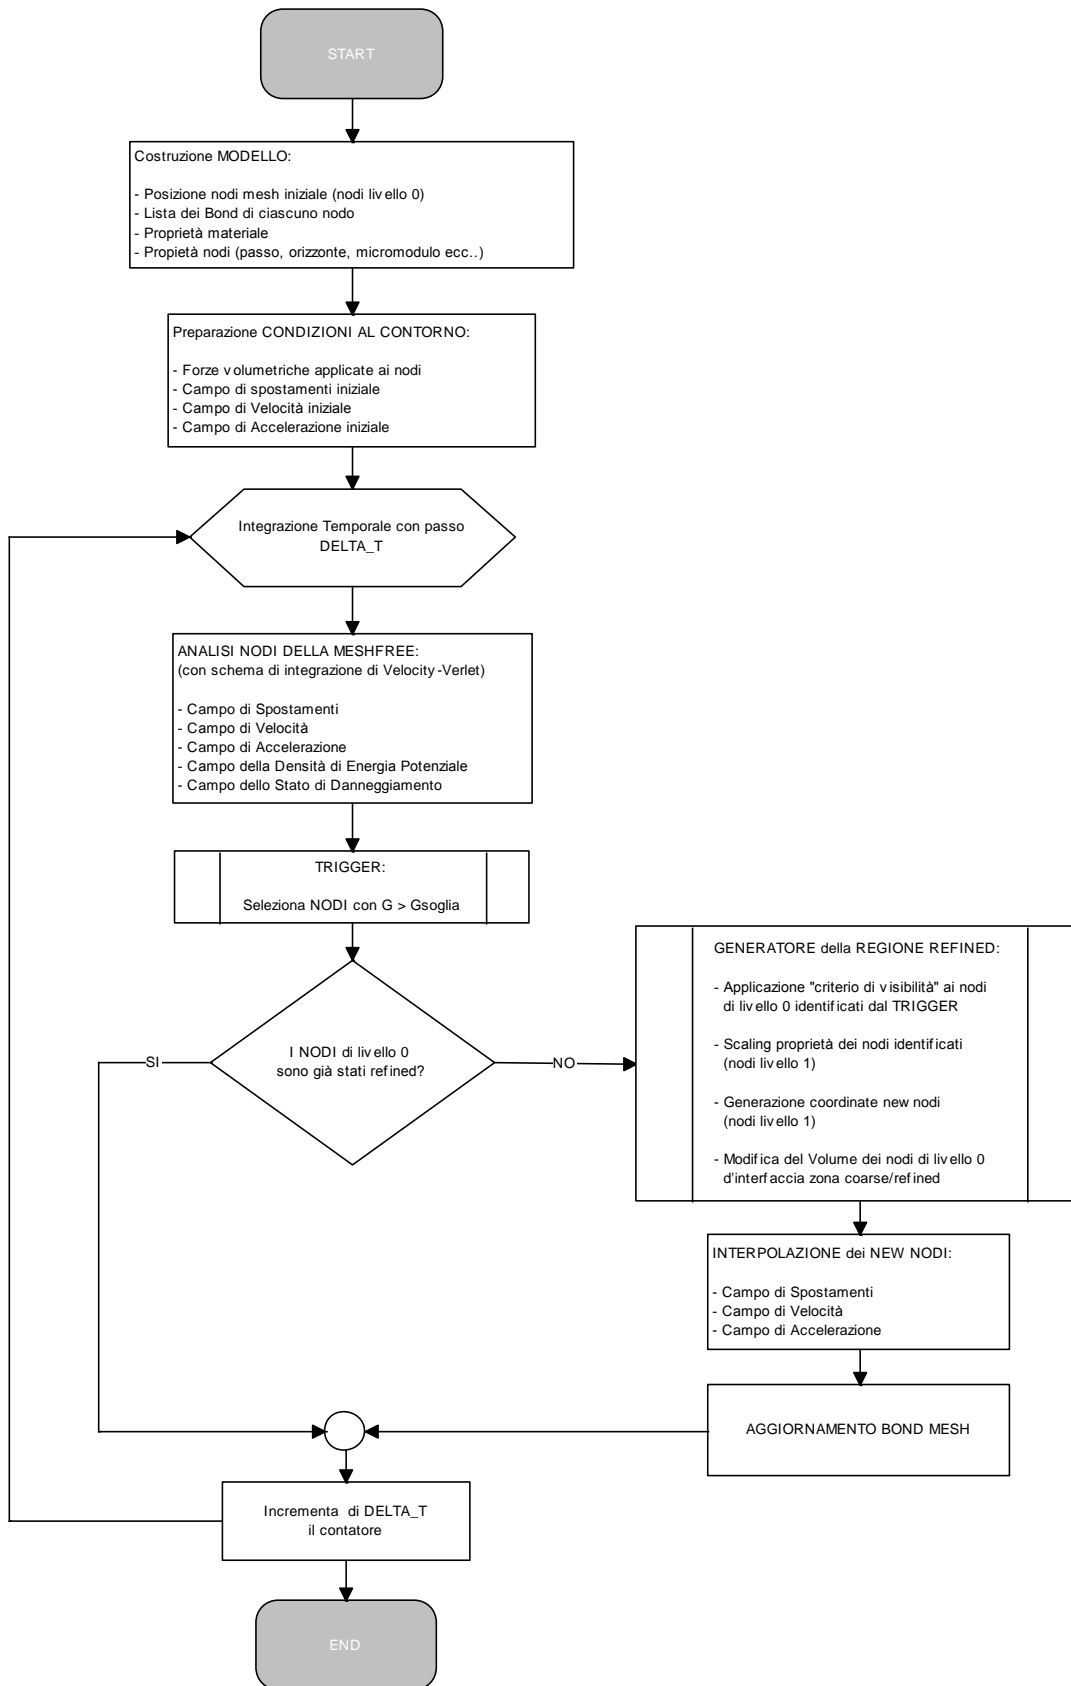 START
Costruzione MODELLO:
- Posizione nodi mesh iniziale (nodi livello 0)
- Lista dei Bond di ciascuno nodo
- Proprietà materiale
- Propietà nodi (passo, orizzonte, micromodulo ecc..)
Preparazione CONDIZIONI AL CONTORNO:
- Forze volumetriche applicate ai nodi
- Campo di spostamenti iniziale
- Campo di Velocità iniziale
- Campo di Accelerazione iniziale
Integrazione Temporale con passo
DELTA_T
ANALISI NODI DELLA MESHFREE:
(con schema di integrazione di Velocity-Verlet)
- Campo di Spostamenti
- Campo di Velocità
- Campo di Accelerazione
- Campo della Densità di Energia Potenziale
- Campo dello Stato di Danneggiamento
TRIGGER:
Seleziona NODI con G > Gsoglia
I NODI di livello 0
sono già stati refined?
SI
NO
GENERATORE della REGIONE REFINED:
- Applicazione "criterio di visibilità" ai nodi
di livello 0 identificati dal TRIGGER
- Scaling proprietà dei nodi identificati
(nodi livello 1)
- Generazione coordinate new nodi
(nodi livello 1)
- Modifica del Volume dei nodi di livello 0
d'interfaccia zona coarse/refined
INTERPOLAZIONE dei NEW NODI:
- Campo di Spostamenti
- Campo di Velocità
- Campo di Accelerazione
AGGIORNAMENTO BOND MESH
Incrementa di DELTA_T
il contatore
END